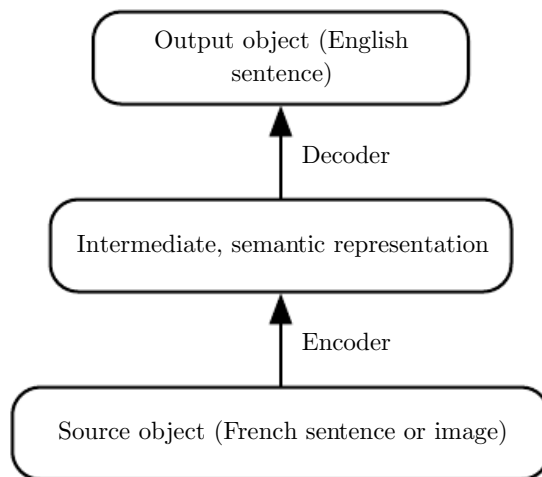 Output object (English
sentence)
Decoder
Intermediate, semantic representation
Encoder
Source object (French sentence or image)